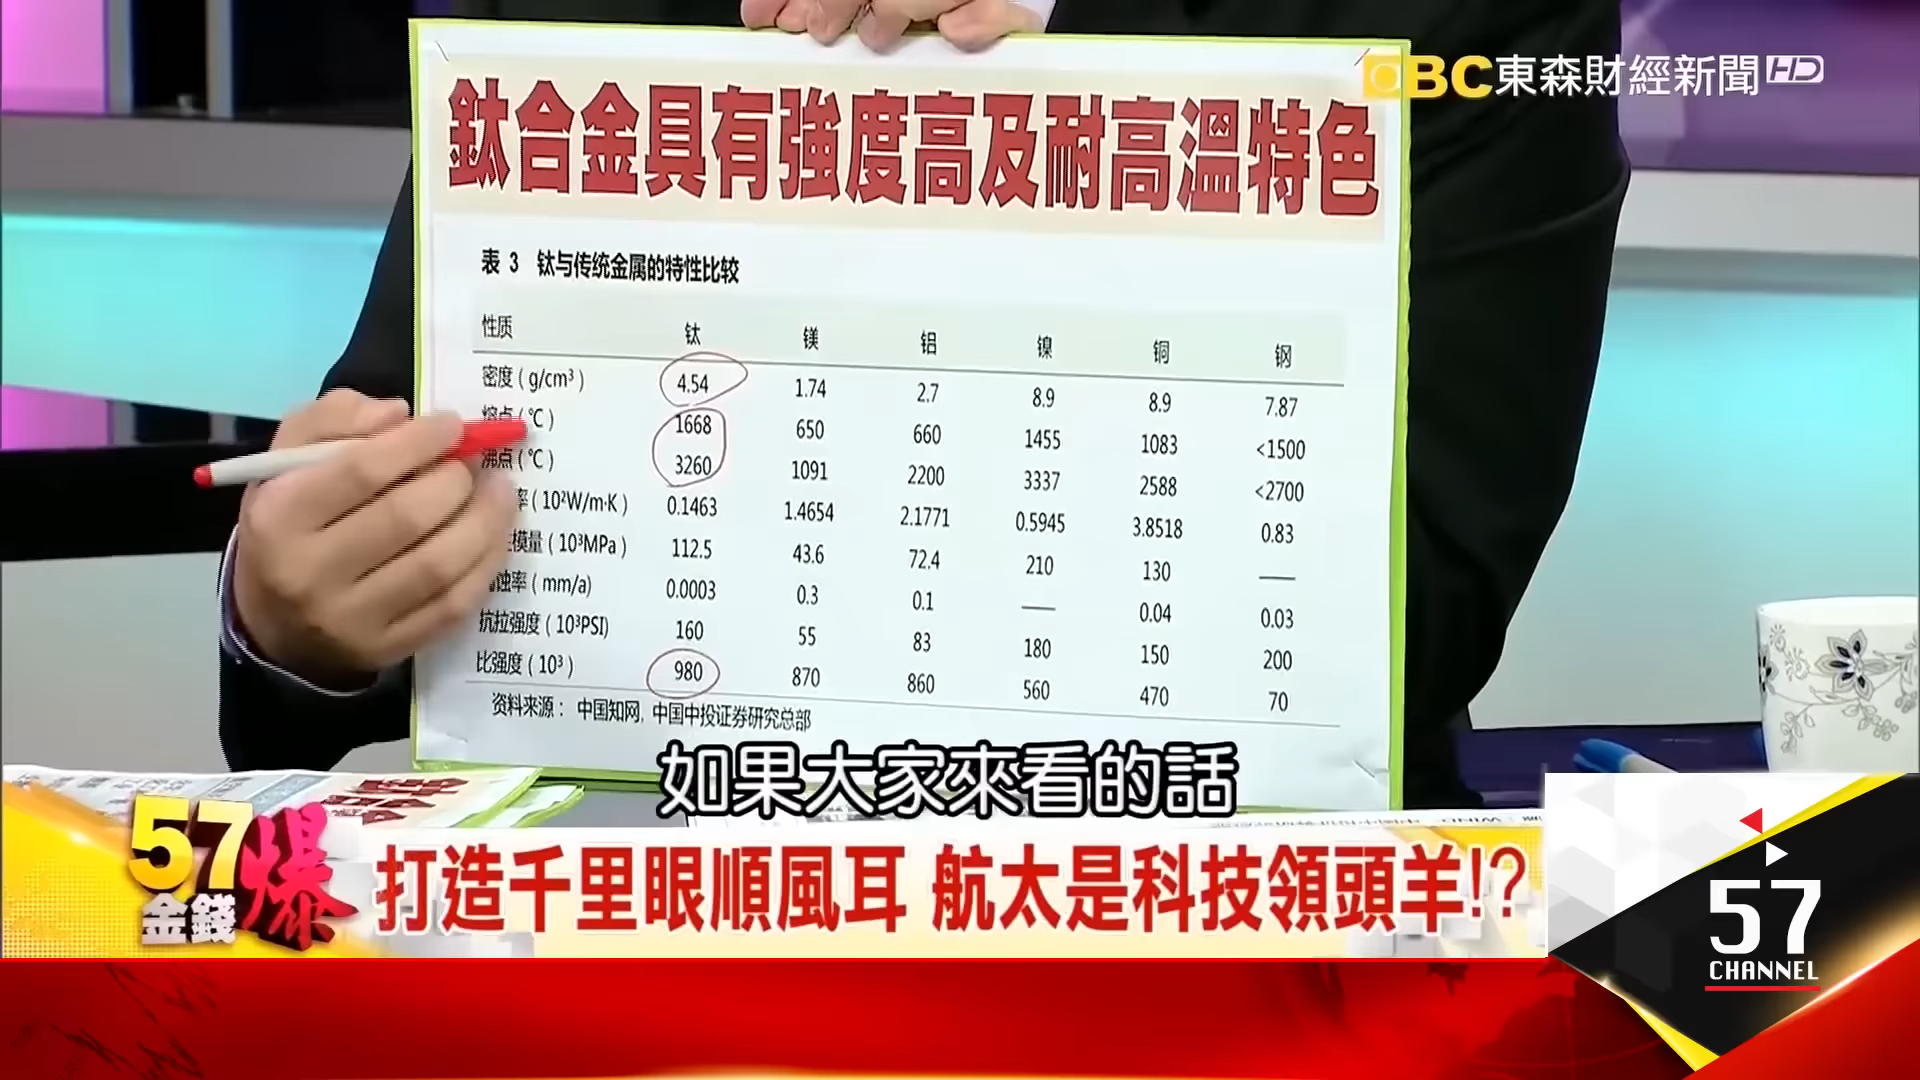 EBC東森財經新聞HD
鈦合金具有強度高及耐高溫特色
表 3 钛与传统金属的特性比较
性质 钛 镁 铝 镍 铜 钢
密度(g/cm³) 4.54 1.74 2.7 8.9 8.9 7.87
熔点(℃) 1668 650 660 1455 1083 <1500
沸点(℃) 3260 1091 2200 3337 2588 <2700
率(10²W/m·K) 0.1463 1.4654 2.1771 0.5945 3.8518 0.83
模量(10³MPa) 112.5 43.6 72.4 210 130 —
蚀率(mm/a) 0.0003 0.3 0.1 — 0.04 0.03
抗拉强度(10³PSI) 160 55 83 180 150 200
比强度(10³) 980 870 860 560 470 70
资料来源：中国知网, 中国中投证券研究总部
如果大家來看的話
57金錢爆
打造千里眼順風耳 航太是科技領頭羊!?
57
CHANNEL